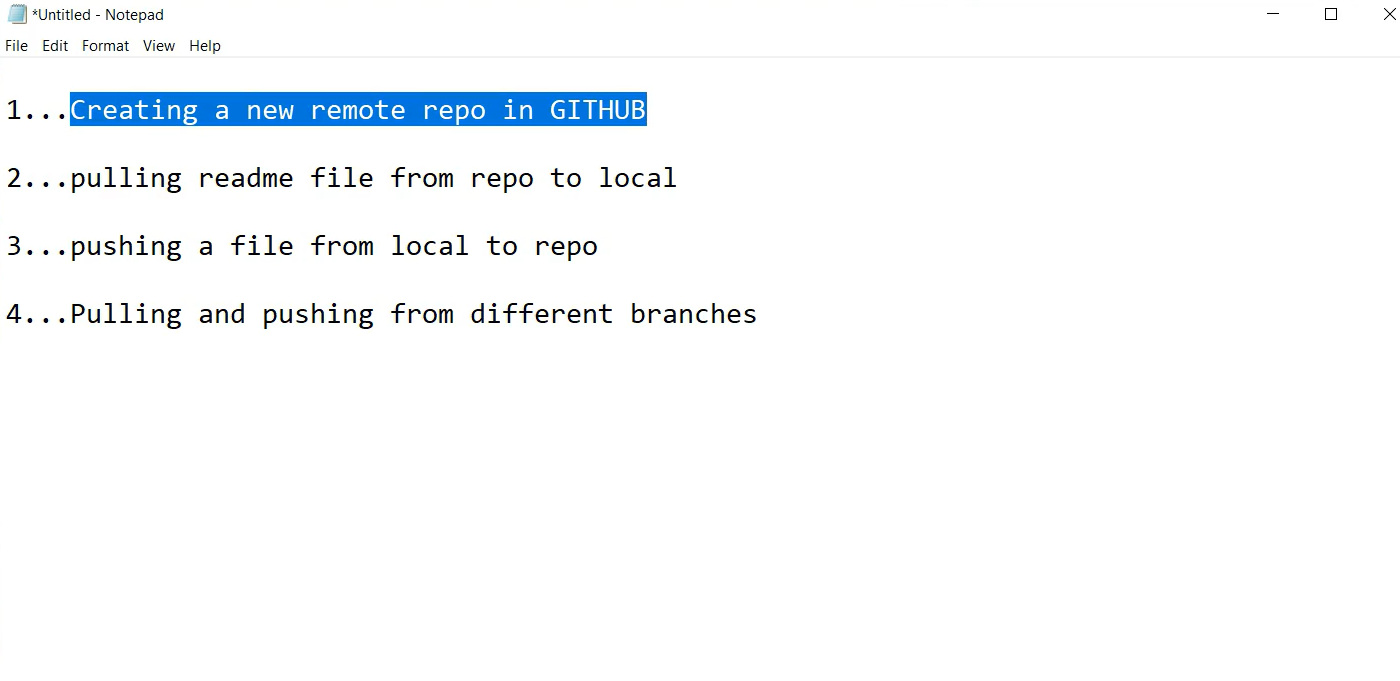 *Untitled - Notepad
File Edit Format View Help
1...Creating a new remote repo in GITHUB
2...pulling readme file from repo to local
3...pushing a file from local to repo
4...Pulling and pushing from different branches